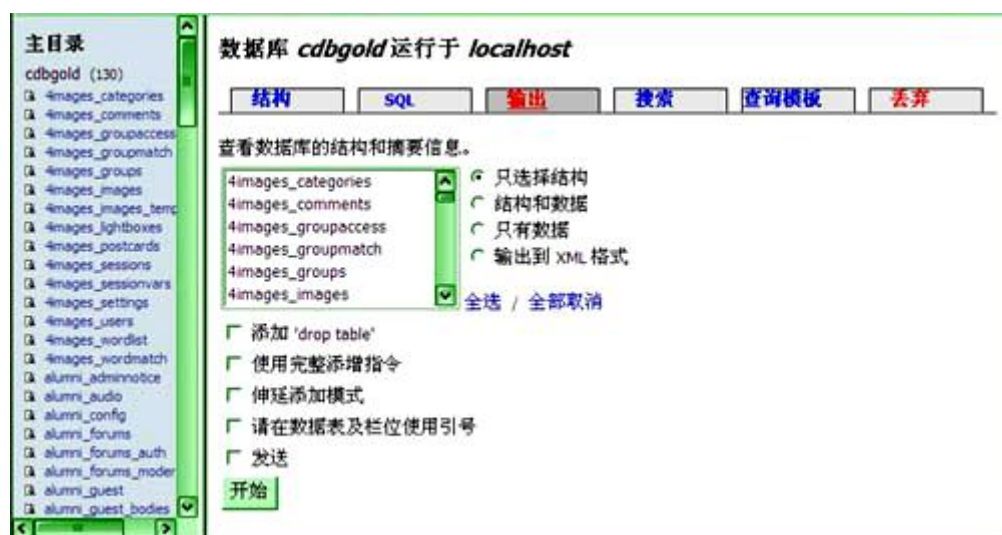 主目录
cdbgold (130)
4images_categories
4images_comments
4images_groupaccess
4images_groupmatch
4images_groups
4images_images
4images_images_temp
4images_lightboxes
4images_postcards
4images_sessions
4images_sessionvars
4images_settings
4images_users
4images_wordlist
4images_wordmatch
alumni_adminnotice
alumni_audio
alumni_config
alumni_forums
alumni_forums_auth
alumni_forums_moder
alumni_guest
alumni_guest_bodies
数据库 cdbgold 运行于 localhost
结构 SQL 输出 搜索 查询模板 丢弃
查看数据库的结构和摘要信息。
4images_categories
4images_comments
4images_groupaccess
4images_groupmatch
4images_groups
4images_images
只选择结构
结构和数据
只有数据
输出到 XML 格式
全选 / 全部取消
添加 'drop table'
使用完整添增指令
伸延添加模式
请在数据表及栏位使用引号
发送
开始